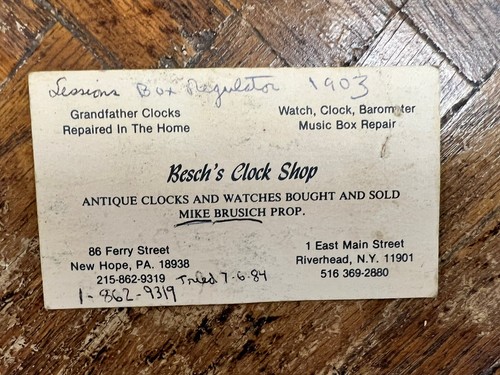 Sessions Box Regulator 1903
Grandfather Clocks
Repaired In The Home
Watch, Clock, Barometer
Music Box Repair
Besch's Clock Shop
ANTIQUE CLOCKS AND WATCHES BOUGHT AND SOLD
MIKE BRUSICH PROP.
86 Ferry Street
New Hope, PA. 18938
215-862-9319 Tried 7-6-84
1-862-9319
1 East Main Street
Riverhead, N.Y. 11901
516 369-2880